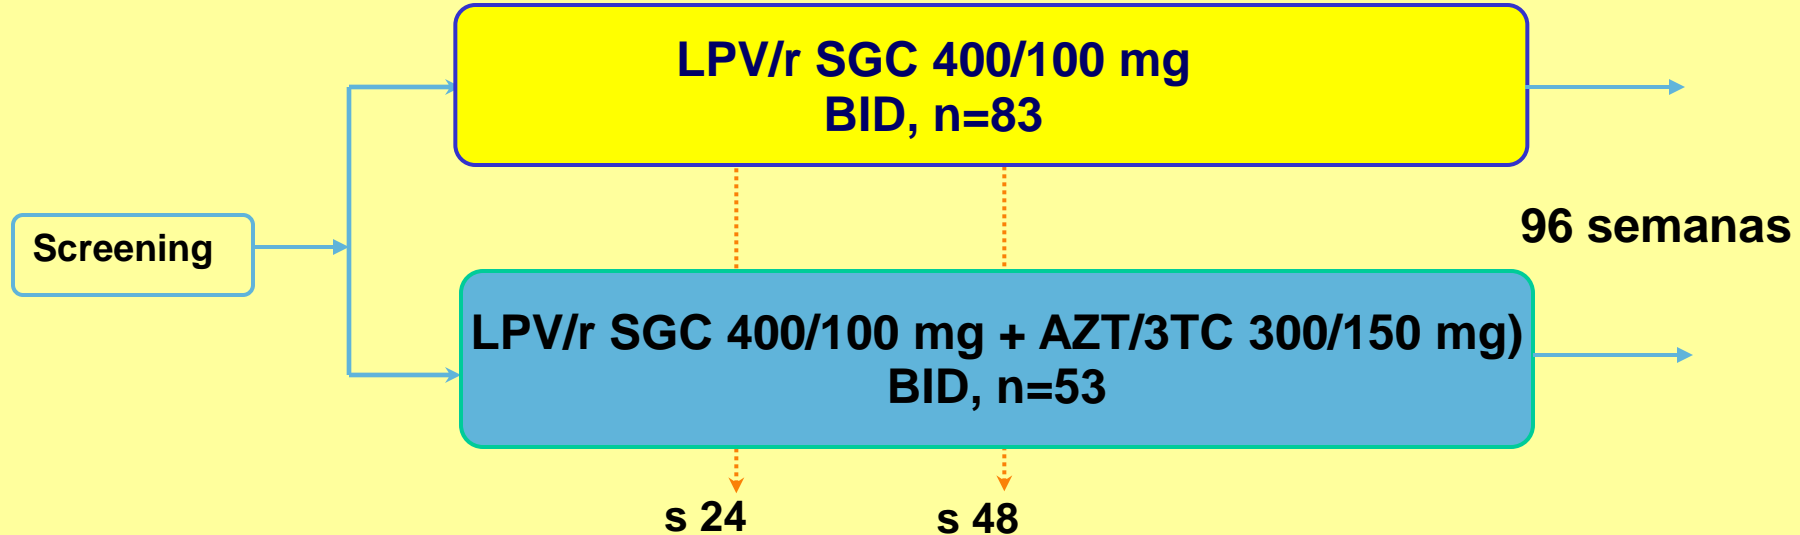 LPV/r SGC 400/100 mg
BID, n=83
Screening
96 semanas
LPV/r SGC 400/100 mg + AZT/3TC 300/150 mg)
BID, n=53
s 24
s 48